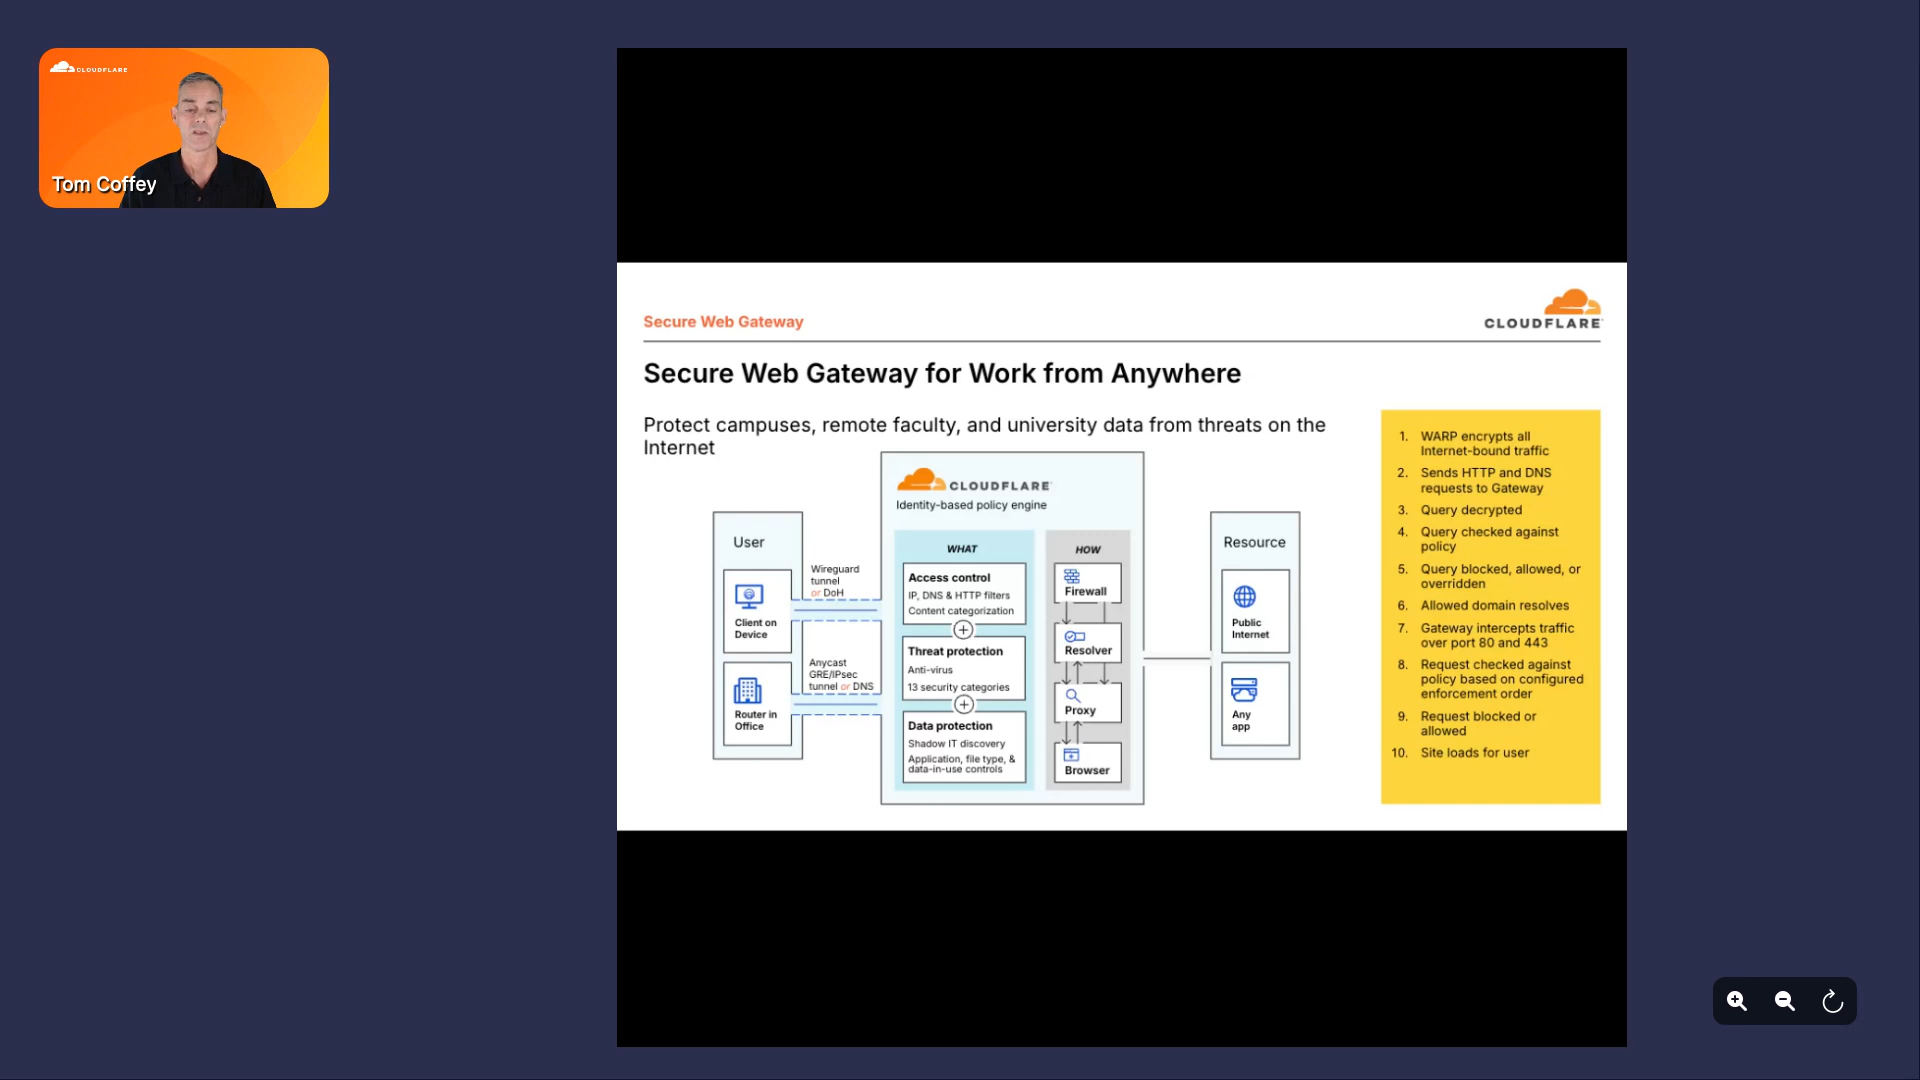 CLOUDFLARE
Tom Coffey
Secure Web Gateway
CLOUDFLARE
Secure Web Gateway for Work from Anywhere
Protect campuses, remote faculty, and university data from threats on the
Internet
User
Client on
Device
Router in
Office
Wireguard
tunnel
or DoH
Anycast
GRE/IPsec
tunnel or DNS
CLOUDFLARE
Identity-based policy engine
WHAT
Access control
IP, DNS & HTTP filters
Content categorization
Threat protection
Anti-virus
13 security categories
Data protection
Shadow IT discovery
Application, file type, &
data-in-use controls
HOW
Firewall
Resolver
Proxy
Browser
Resource
Public
Internet
Any
app
1. WARP encrypts all
Internet-bound traffic
2. Sends HTTP and DNS
requests to Gateway
3. Query decrypted
4. Query checked against
policy
5. Query blocked, allowed, or
overridden
6. Allowed domain resolves
7. Gateway intercepts traffic
over port 80 and 443
8. Request checked against
policy based on configured
enforcement order
9. Request blocked or
allowed
10. Site loads for user